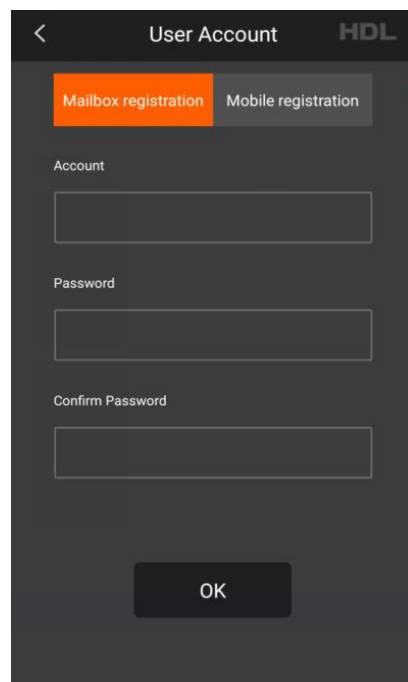 User Account HDL
Mailbox registration Mobile registration
Account
Password
Confirm Password
OK